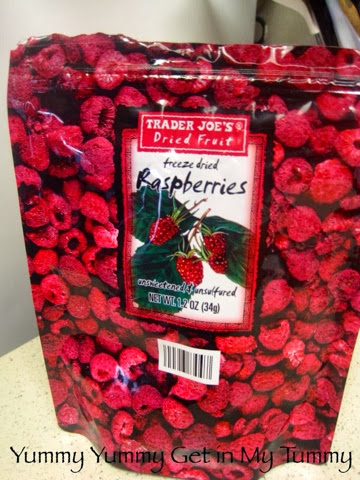 TRADER JOE'S®
Dried Fruit
freeze dried
Raspberries
unsweetened & unsulfured
NET WT. 1.2 OZ (34g)
Yummy Yummy Get in My Tummy